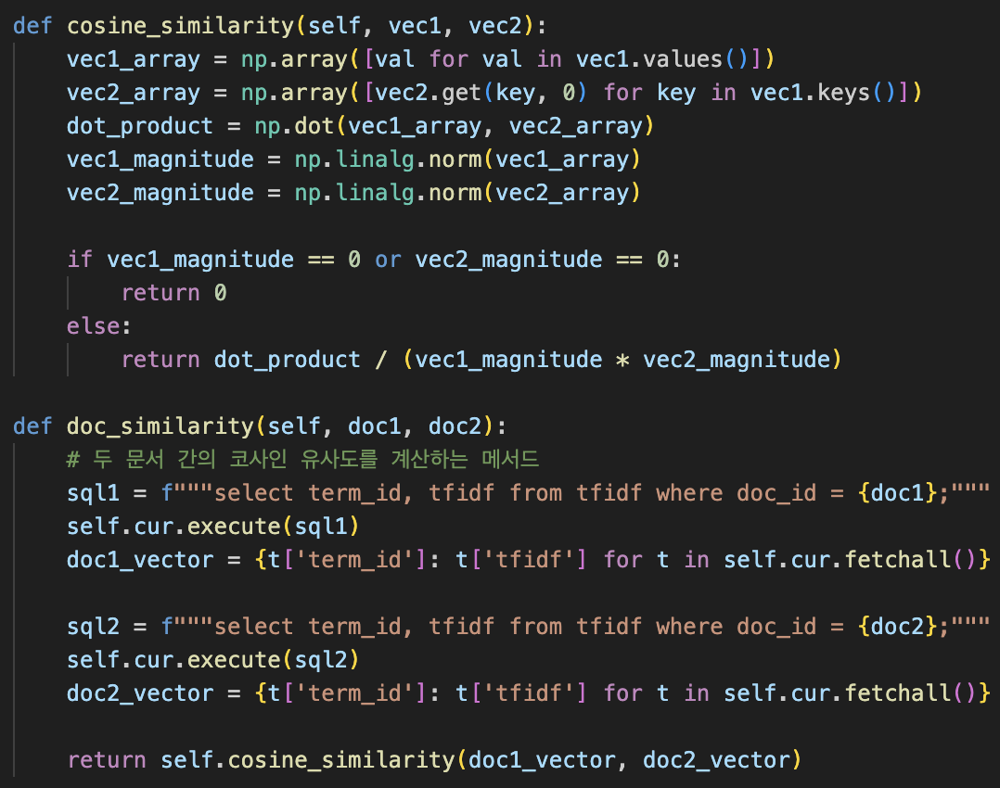 def cosine_similarity(self, vec1, vec2):
    vec1_array = np.array([val for val in vec1.values()])
    vec2_array = np.array([vec2.get(key, 0) for key in vec1.keys()])
    dot_product = np.dot(vec1_array, vec2_array)
    vec1_magnitude = np.linalg.norm(vec1_array)
    vec2_magnitude = np.linalg.norm(vec2_array)

    if vec1_magnitude == 0 or vec2_magnitude == 0:
        return 0
    else:
        return dot_product / (vec1_magnitude * vec2_magnitude)

def doc_similarity(self, doc1, doc2):
    # 두 문서 간의 코사인 유사도를 계산하는 메서드
    sql1 = f"""select term_id, tfidf from tfidf where doc_id = {doc1};"""
    self.cur.execute(sql1)
    doc1_vector = {t['term_id']: t['tfidf'] for t in self.cur.fetchall()}

    sql2 = f"""select term_id, tfidf from tfidf where doc_id = {doc2};"""
    self.cur.execute(sql2)
    doc2_vector = {t['term_id']: t['tfidf'] for t in self.cur.fetchall()}

    return self.cosine_similarity(doc1_vector, doc2_vector)